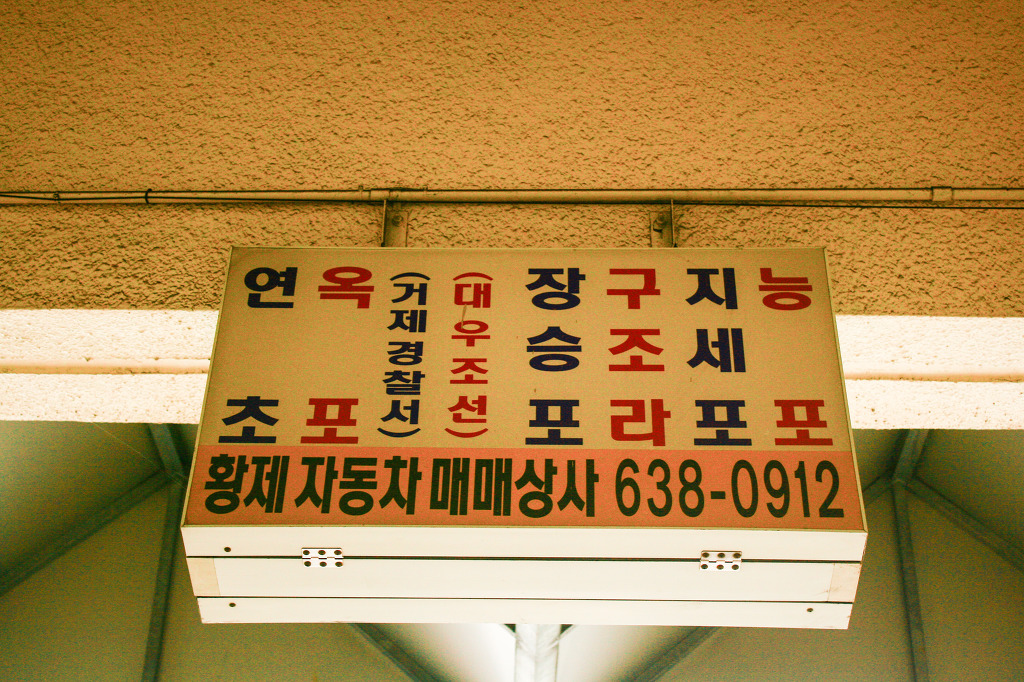 연초
옥포
(거제경찰서)
(대우조선)
장승포
구조라
지세포
능포
황제 자동차 매매상사 638-0912